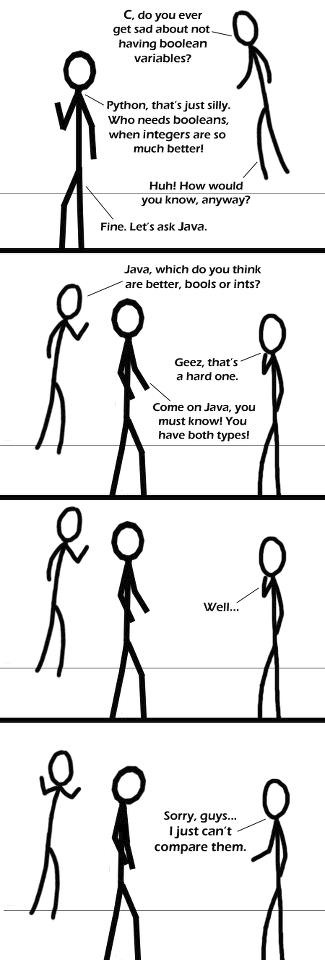 C, do you ever
get sad about not
having boolean
variables?
Python, that's just silly.
Who needs booleans,
when integers are so
much better!
Huh! How would
you know, anyway?
Fine. Let's ask Java.
Java, which do you think
are better, bools or ints?
Geez, that's
a hard one.
Come on Java, you
must know! You
have both types!
Well...
Sorry, guys...
I just can't
compare them.